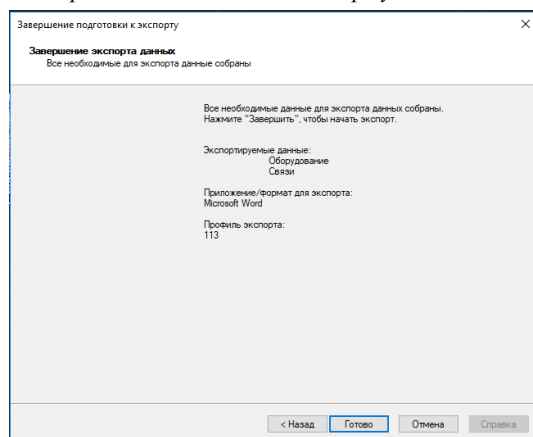 Завершение подготовки к экспорту
Завершение экспорта данных
Все необходимые для экспорта данные собраны
Все необходимые данные для экспорта данных собраны.
Нажмите "Завершить", чтобы начать экспорт.
Экспортируемые данные:
Оборудование
Связи
Приложение/формат для экспорта:
Microsoft Word
Профиль экспорта:
113
< Назад Готово Отмена Справка